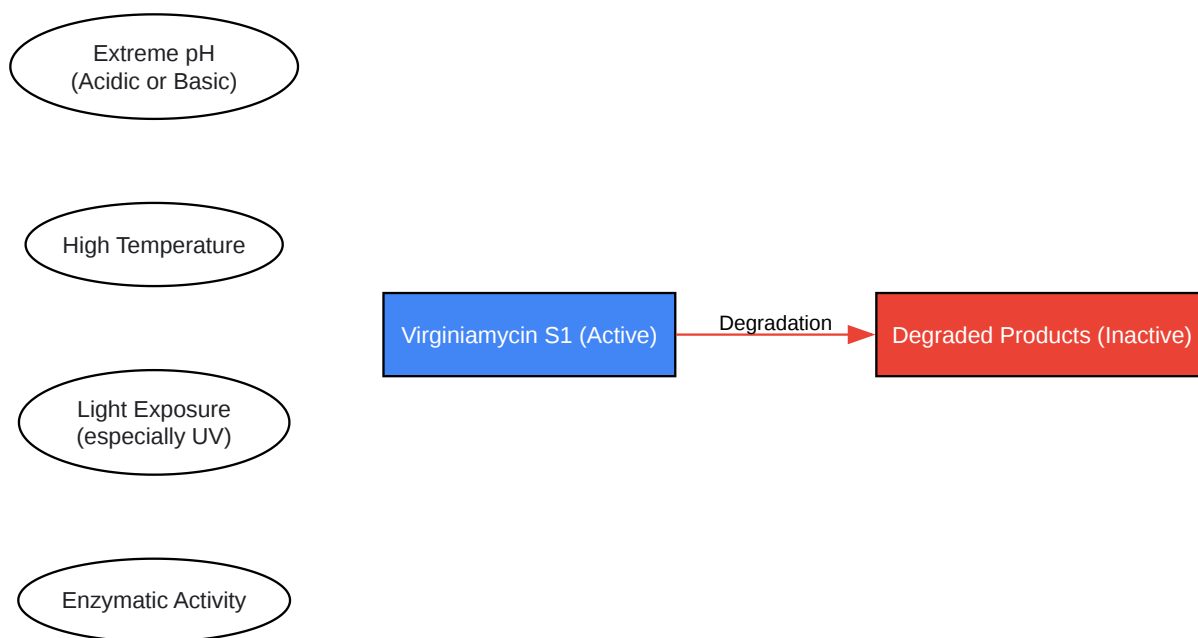 Extreme pH
(Acidic or Basic)
High Temperature
Virginiamycin S1 (Active)
Degradation
Degraded Products (Inactive)
Light Exposure
(especially UV)
Enzymatic Activity